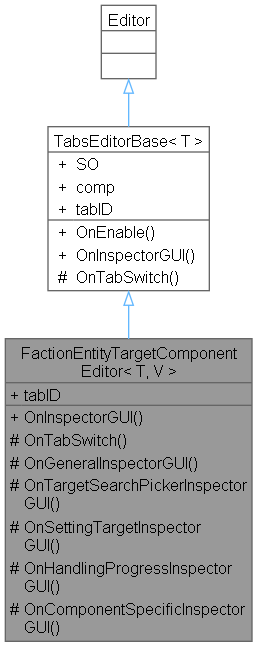 Editor
TabsEditorBase< T >
+ SO
+ comp
+ tabID
+ OnEnable()
+ OnInspectorGUI()
# OnTabSwitch()
FactionEntityTargetComponent
Editor< T, V >
+ tabID
+ OnInspectorGUI()
# OnTabSwitch()
# OnGeneralInspectorGUI()
# OnTargetSearchPickerInspector
GUI()
# OnSettingTargetInspector
GUI()
# OnHandlingProgressInspector
GUI()
# OnComponentSpecificInspector
GUI()